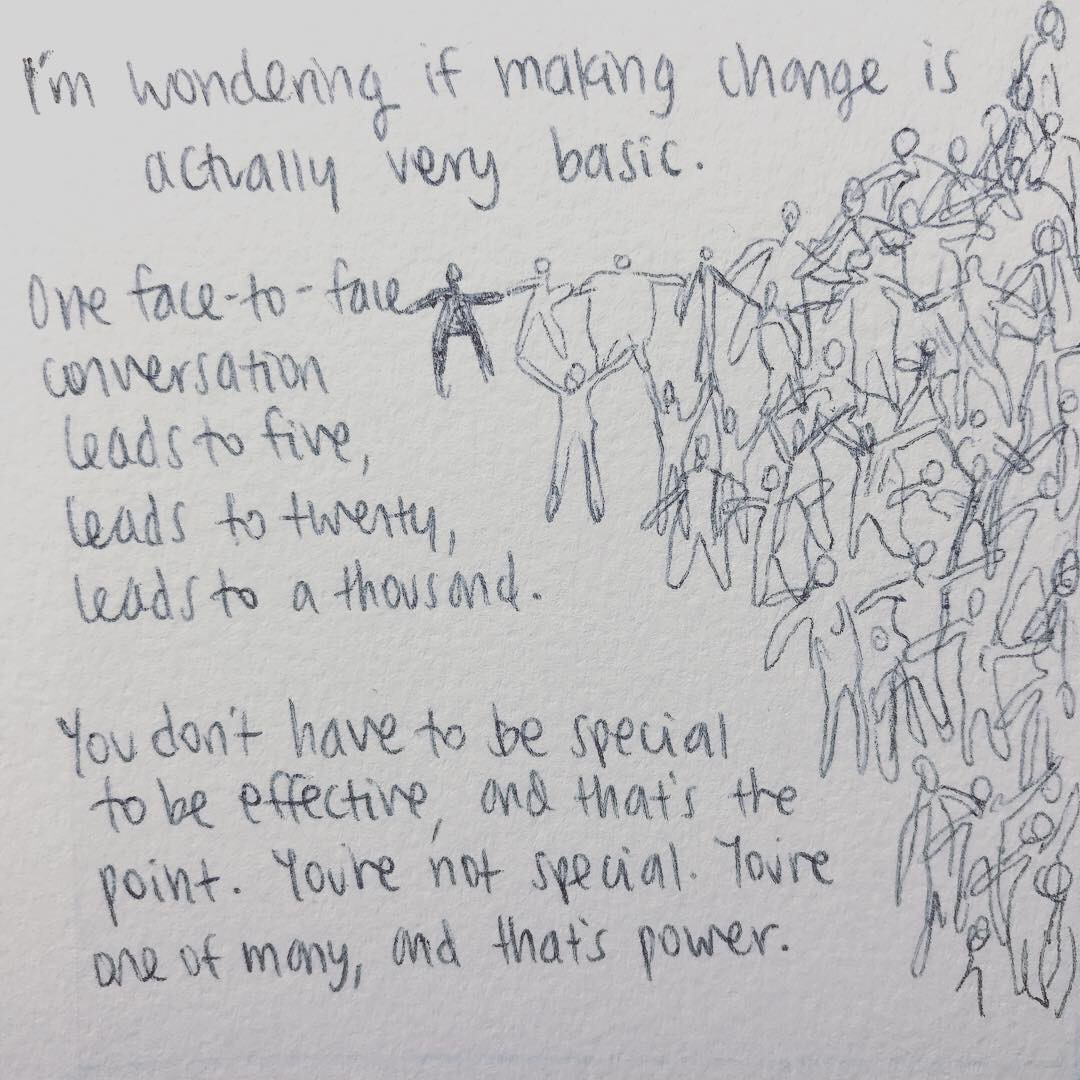 I'm wondering if making change is
actually very basic.
One face-to-face
conversation
leads to five,
leads to twenty,
leads to a thousand.
You don't have to be special
to be effective, and that's the
point. You're not special. You're
one of many, and that's power.